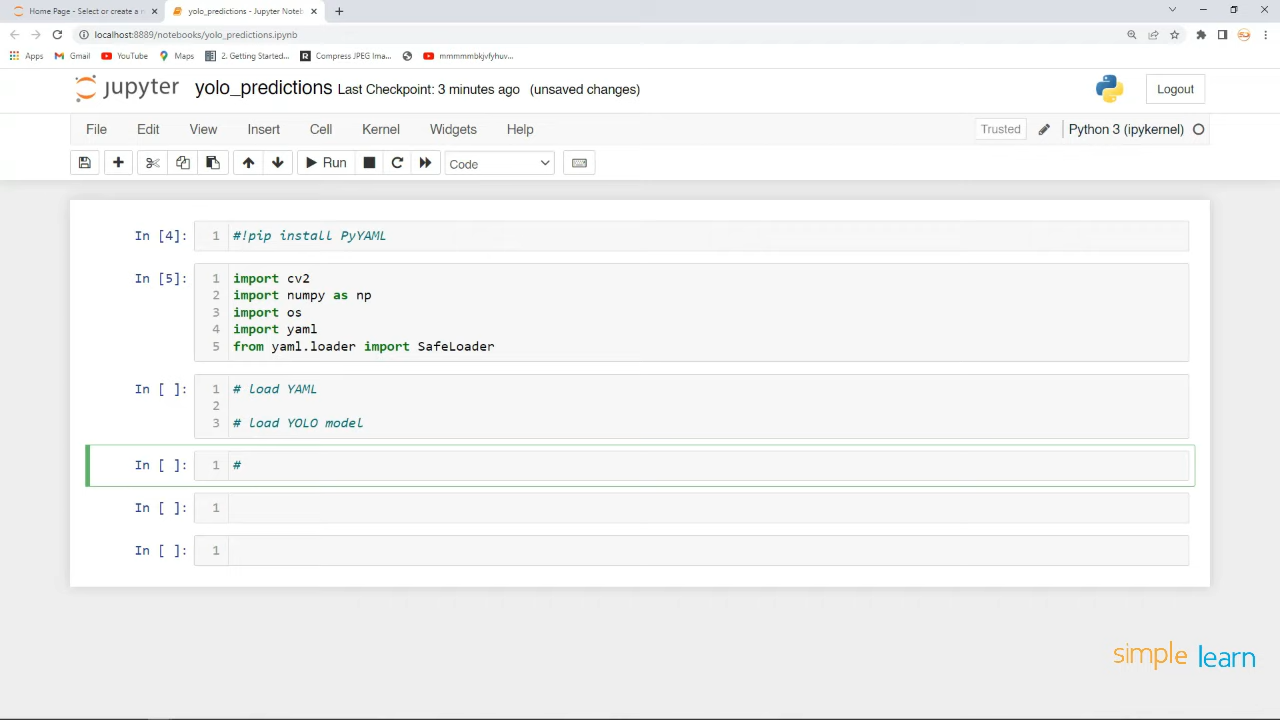 Home Page - Select or create a n
yolo_predictions - Jupyter Noteb
localhost:8889/notebooks/yolo_predictions.ipynb
Apps
Gmail
YouTube
Maps
2. Getting Started...
Compress JPEG Ima...
mmmmmbkjvfyhuv...
jupyter
yolo_predictions
Last Checkpoint: 3 minutes ago
(unsaved changes)
Logout
File
Edit
View
Insert
Cell
Kernel
Widgets
Help
Trusted
Python 3 (ipykernel)
Run
Code
In [4]:
1 #!pip install PyYAML
In [5]:
1 import cv2
2 import numpy as np
3 import os
4 import yaml
5 from yaml.loader import SafeLoader
In [ ]:
1 # load YAML
2
3 # load YOLO model
In [ ]:
1 #
In [ ]:
1
In [ ]:
1
simplelearn